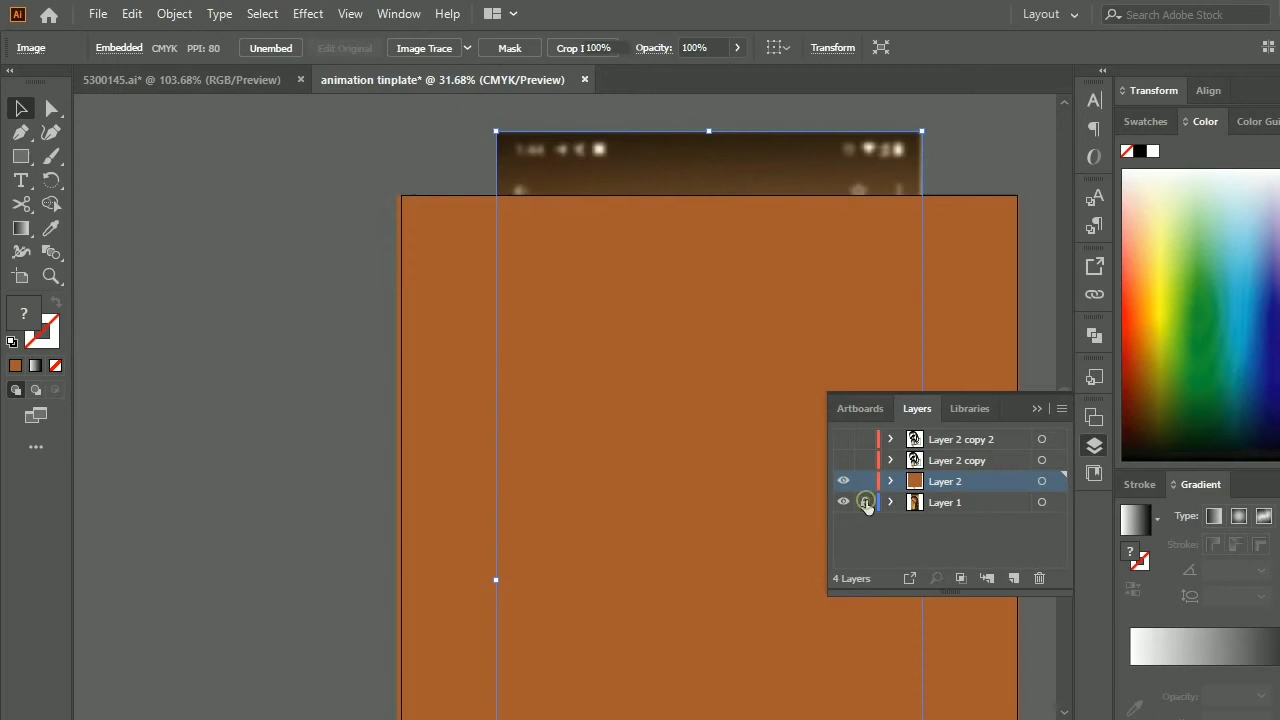 Ai File Edit Object Type Select Effect View Window Help Layout Search Adobe Stock
Image Embedded CMYK PPI: 80 Unembed Edit Original Image Trace Mask Crop I 100% Opacity: 100% Transform
5300145.ai* @ 103.68% (RGB/Preview) × animation tinplate* @ 31.68% (CMYK/Preview) ×
Transform Align
Swatches Color Color Gui
1:44
?
Artboards Layers Libraries
Layer 2 copy 2
Layer 2 copy
Layer 2
Layer 1
4 Layers
Stroke Gradient
Type:
Stroke:
?
Opacity: